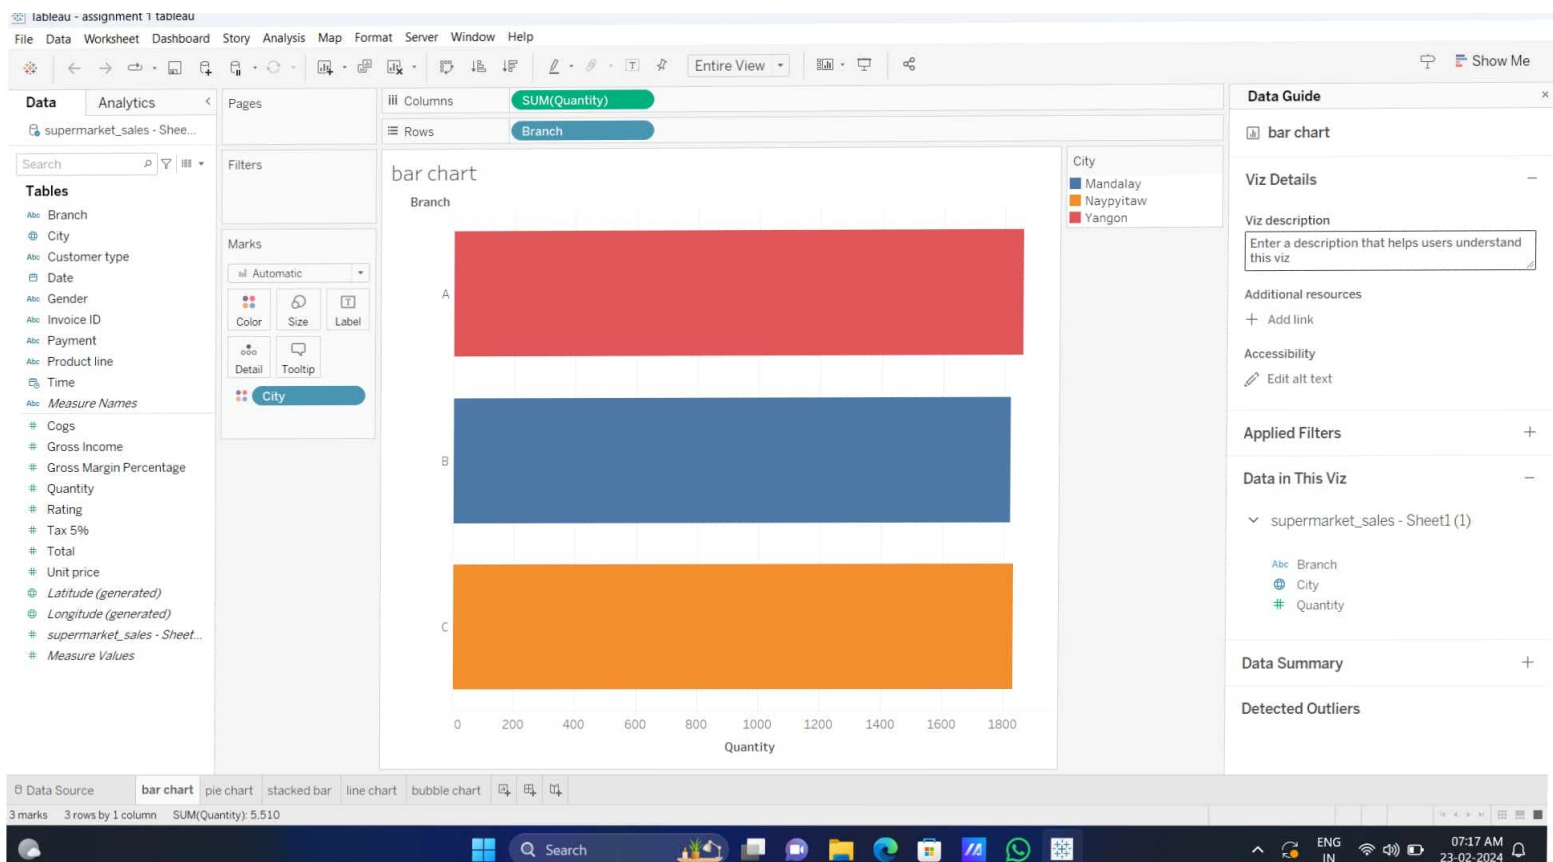 Tableau - assignment 1 tableau
File Data Worksheet Dashboard Story Analysis Map Format Server Window Help
Entire View
Show Me
Data Analytics
supermarket_sales - Shee...
Search
Tables
Abc Branch
City
Abc Customer type
Date
Abc Gender
Abc Invoice ID
Abc Payment
Abc Product line
Time
Abc Measure Names
# Cogs
# Gross Income
# Gross Margin Percentage
# Quantity
# Rating
# Tax 5%
# Total
# Unit price
Latitude (generated)
Longitude (generated)
# supermarket_sales - Sheet...
# Measure Values
Pages
Filters
Marks
Automatic
Color Size Label
Detail Tooltip
City
Columns SUM(Quantity)
Rows Branch
bar chart
Branch
A
B
C
0 200 400 600 800 1000 1200 1400 1600 1800
Quantity
City
Mandalay
Naypyitaw
Yangon
Data Guide
bar chart
Viz Details
Viz description
Enter a description that helps users understand
this viz
Additional resources
+ Add link
Accessibility
Edit alt text
Applied Filters
Data in This Viz
supermarket_sales - Sheet1 (1)
Abc Branch
City
# Quantity
Data Summary
Detected Outliers
Data Source bar chart pie chart stacked bar line chart bubble chart
3 marks 3 rows by 1 column SUM(Quantity): 5,510
Search
ENG
IN
07:17 AM
23-02-2024